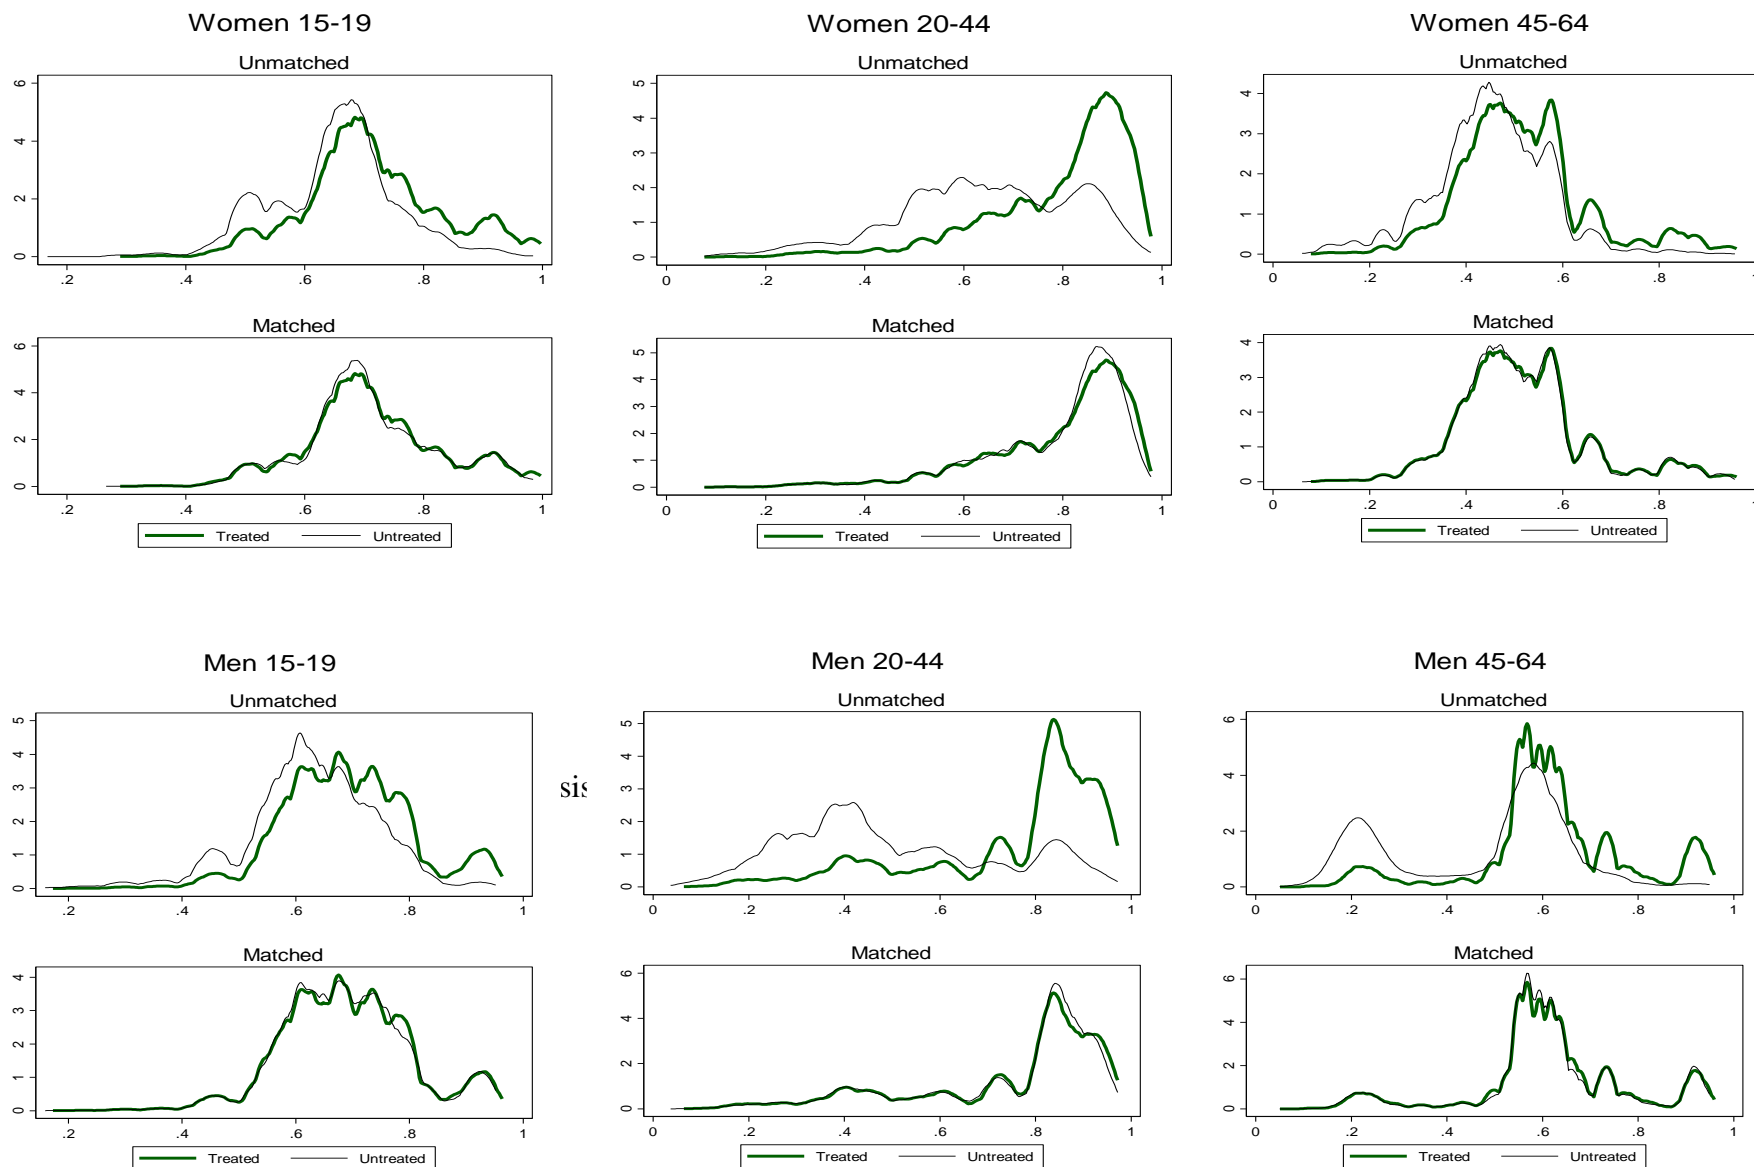 Women 15-19
Unmatched
6
4
2
0
.2 .4 .6 .8 1
Matched
6
4
2
0
.2 .4 .6 .8 1
Treated Untreated
Women 20-44
Unmatched
5
4
3
2
1
0
0 .2 .4 .6 .8 1
Matched
5
4
3
2
1
0
0 .2 .4 .6 .8 1
Treated Untreated
Women 45-64
Unmatched
4
3
2
1
0
0 .2 .4 .6 .8 1
Matched
4
3
2
1
0
0 .2 .4 .6 .8 1
Treated Untreated
Men 15-19
Unmatched
5
4
3
2
1
0
.2 .4 .6 .8 1
Matched
4
3
2
1
0
.2 .4 .6 .8 1
Treated Untreated
sis
Men 20-44
Unmatched
5
4
3
2
1
0
0 .2 .4 .6 .8 1
Matched
6
4
2
0
0 .2 .4 .6 .8 1
Treated Untreated
Men 45-64
Unmatched
6
4
2
0
0 .2 .4 .6 .8 1
Matched
6
4
2
0
0 .2 .4 .6 .8 1
Treated Untreated